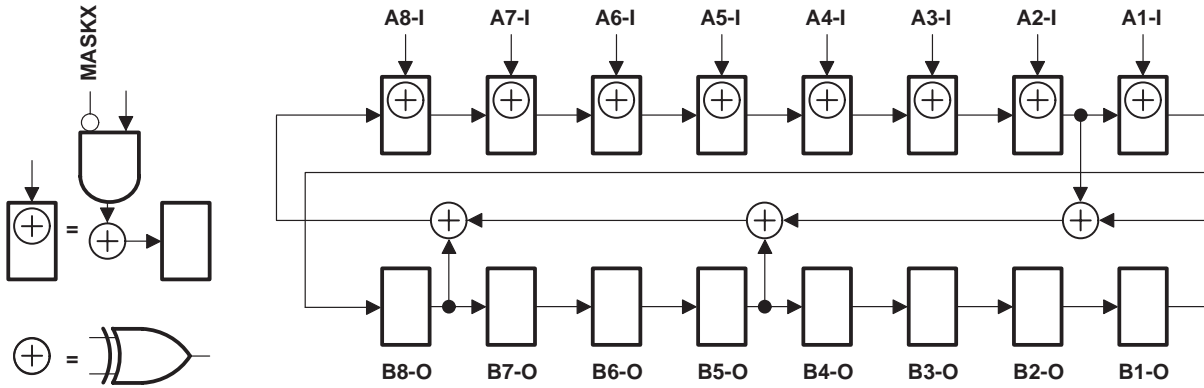 MASKX
=
=
A8-I A7-I A6-I A5-I A4-I A3-I A2-I A1-I
B8-O B7-O B6-O B5-O B4-O B3-O B2-O B1-O